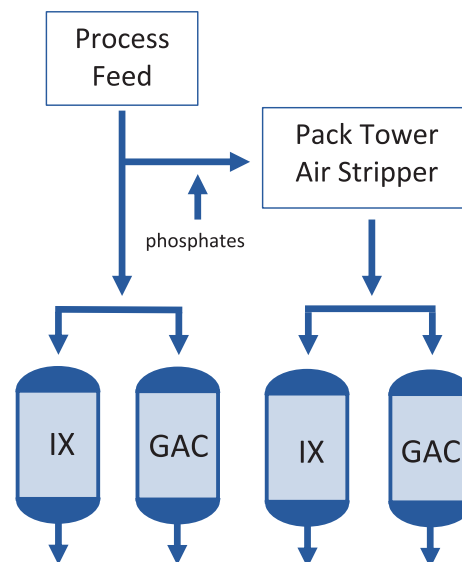 Process
Feed
Pack Tower
Air Stripper
phosphates
IX
GAC
IX
GAC